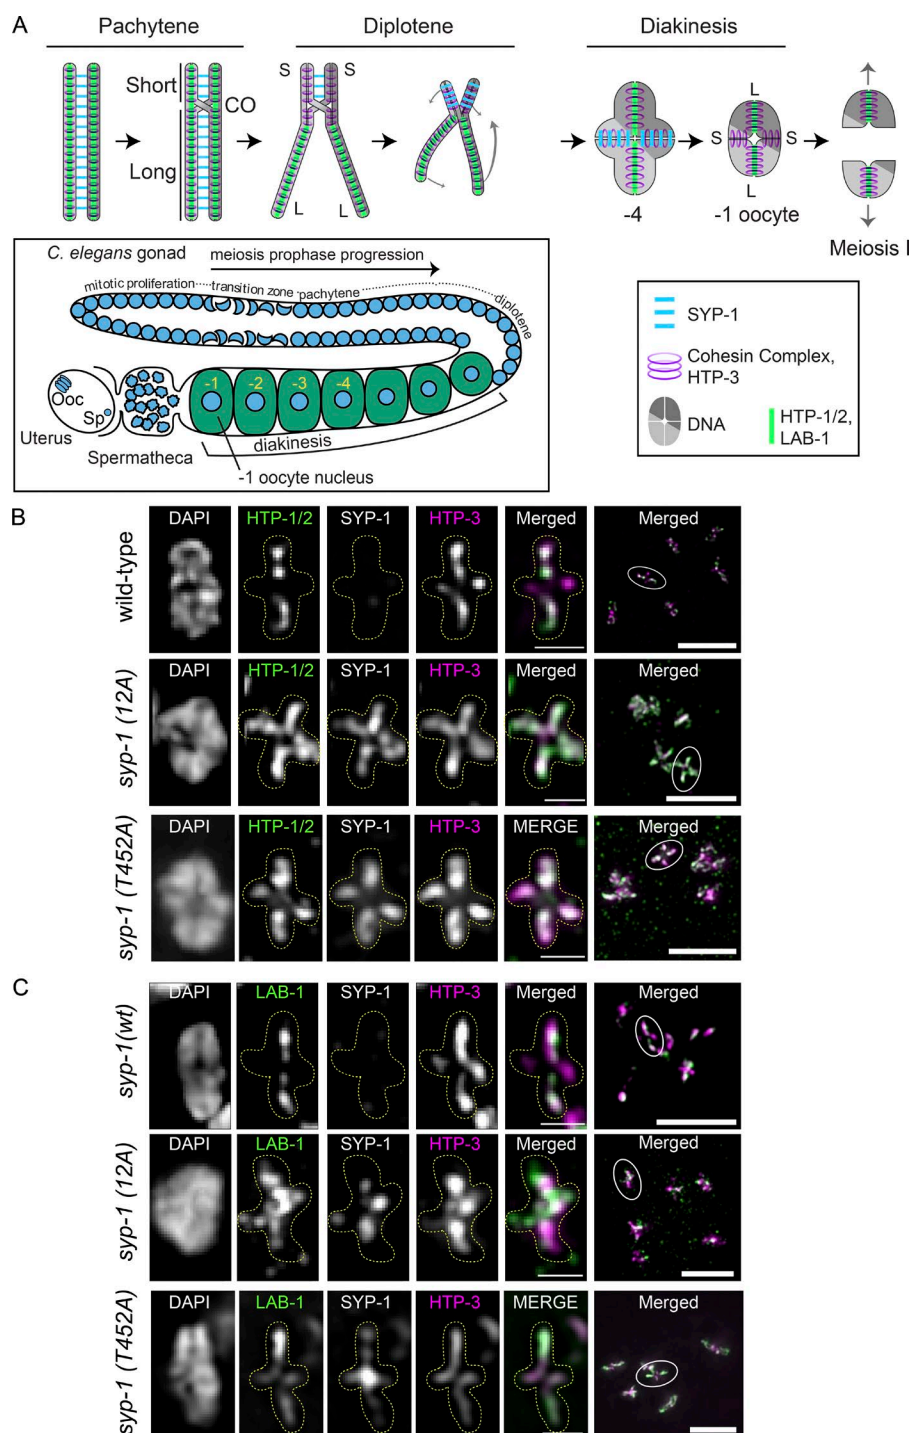 A
Pachytene
Diplotene
Diakinesis
Short
CO
Long
S
S
L
L
L
S
S
L
-4
-1 oocyte
Meiosis I
C. elegans gonad
meiosis prophase progression
mitotic proliferation
transition zone
pachytene
diplotene
-1
-2
-3
-4
Ooc
Sp
Uterus
Spermatheca
diakinesis
-1 oocyte nucleus
SYP-1
Cohesin Complex,
HTP-3
DNA
HTP-1/2,
LAB-1
B
wild-type
DAPI
HTP-1/2
SYP-1
HTP-3
Merged
Merged
syp-1 (12A)
DAPI
HTP-1/2
SYP-1
HTP-3
Merged
Merged
syp-1 (T452A)
DAPI
HTP-1/2
SYP-1
HTP-3
MERGE
Merged
C
syp-1(wt)
DAPI
LAB-1
SYP-1
HTP-3
Merged
Merged
syp-1 (12A)
DAPI
LAB-1
SYP-1
HTP-3
Merged
Merged
syp-1 (T452A)
DAPI
LAB-1
SYP-1
HTP-3
MERGE
Merged